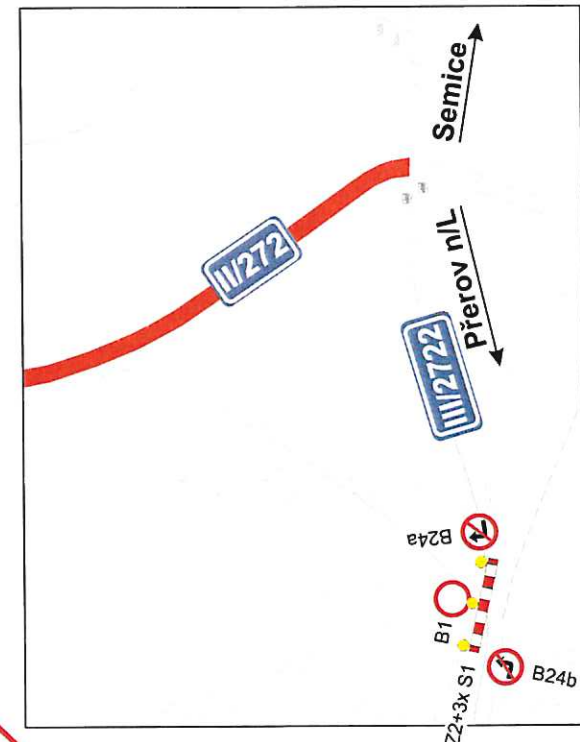 Semice
Přerov n/L
II/272
III/2722
B24a
B1
Z2+3x S1
B24b